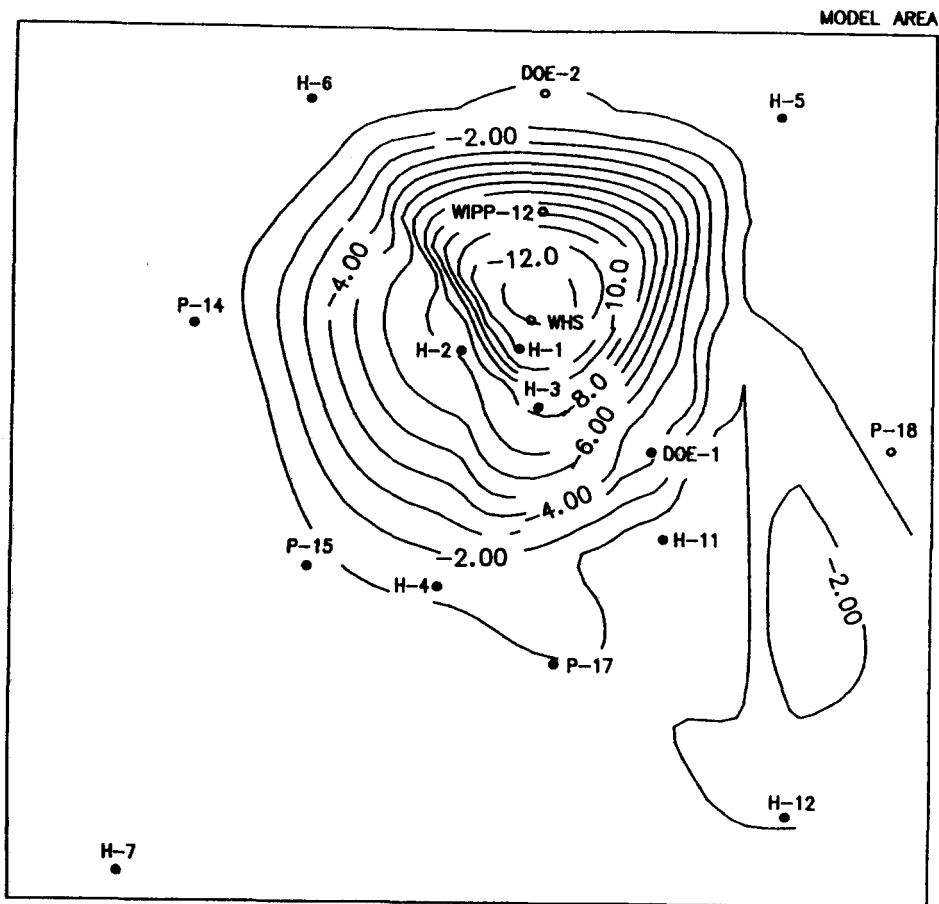 MODEL AREA
DOE-2
H-6
H-5
-2.00
WIPP-12
-4.00
-12.0
-10.0
P-14
WHS
H-2
H-1
H-3
-8.0
-6.00
P-18
DOE-1
-4.00
H-11
P-15
-2.00
H-4
-2.00
P-17
H-12
H-7